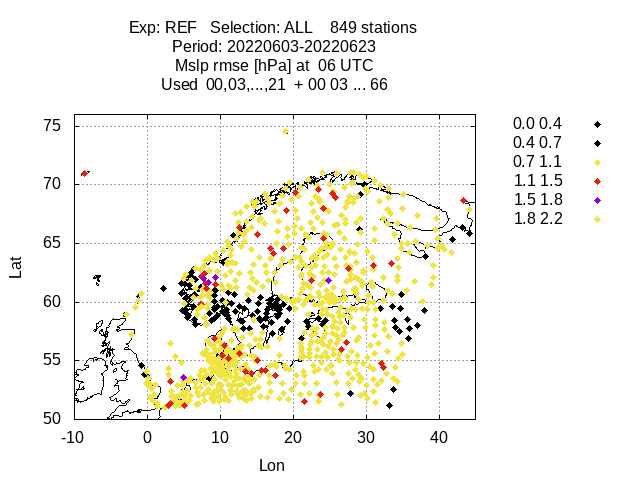 Exp: REF Selection: ALL 849 stations
Period: 20220603-20220623
Mslp rmse [hPa] at 06 UTC
Used 00,03,...,21 + 00 03 ... 66
0.0 0.4
0.4 0.7
0.7 1.1
1.1 1.5
1.5 1.8
1.8 2.2
75
70
65
60
55
50
Lat
-10 0 10 20 30 40
Lon